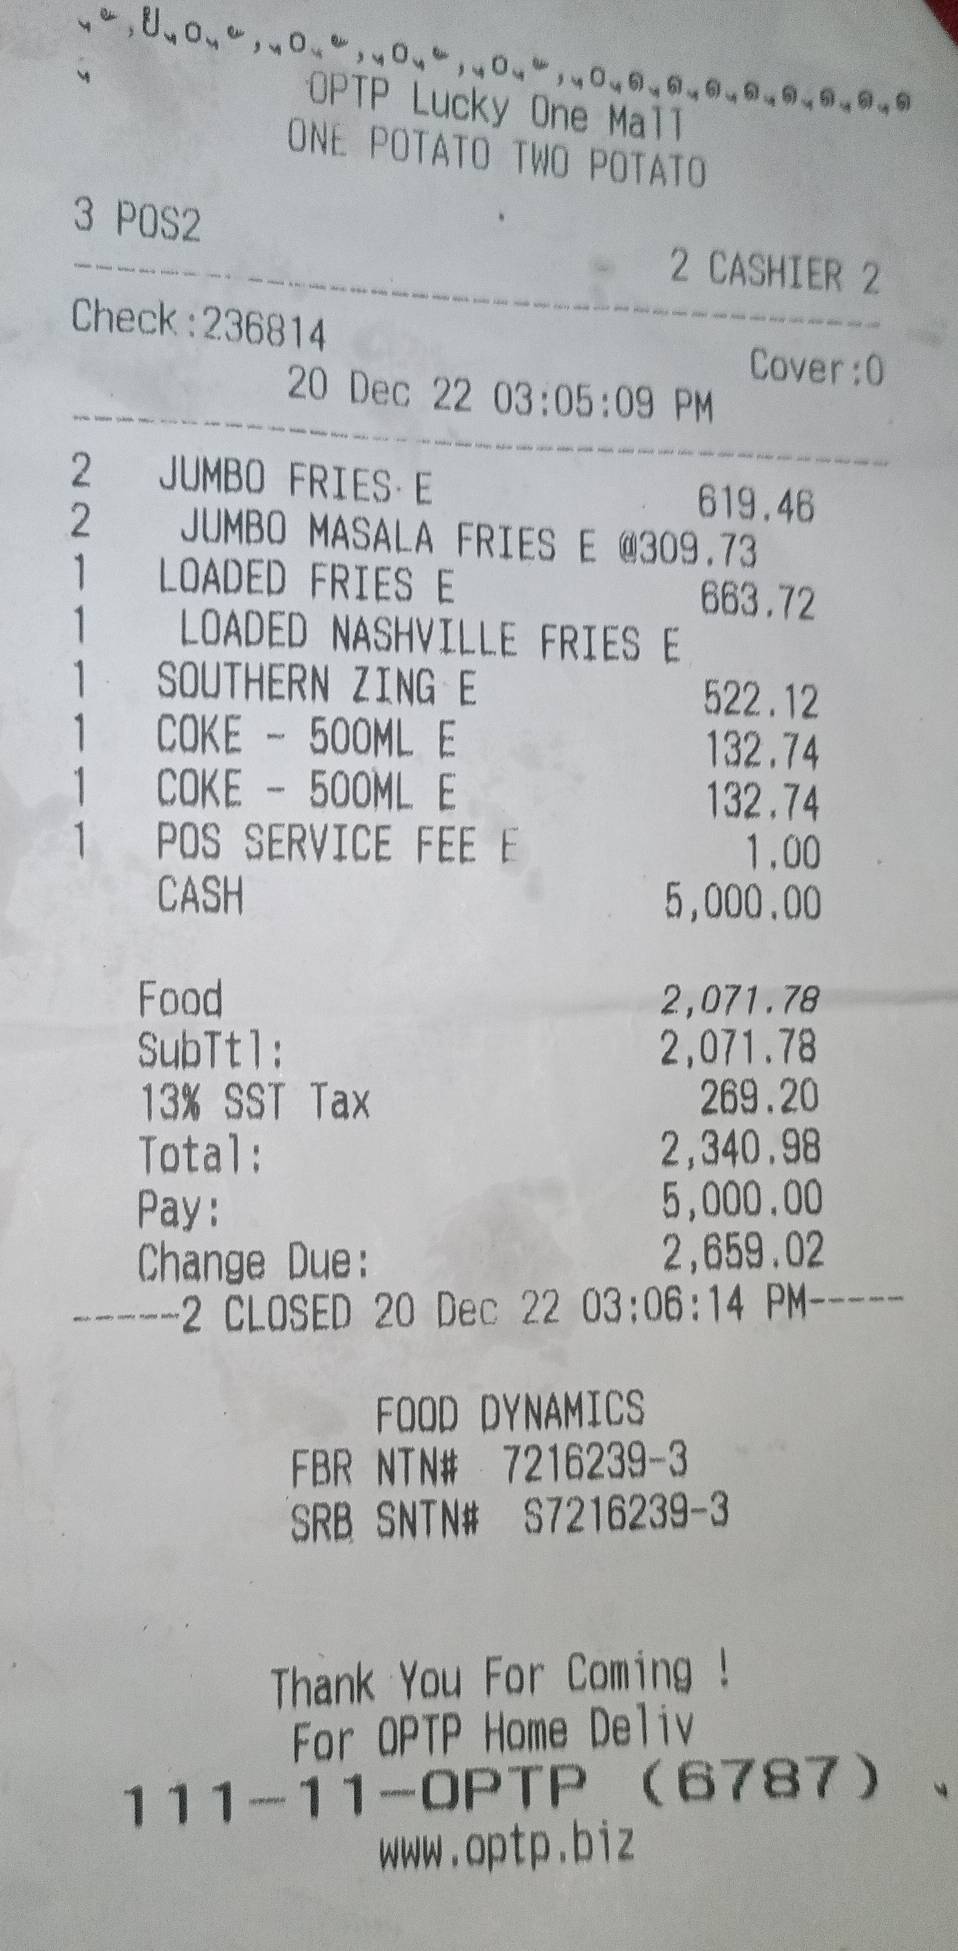 OPTP Lucky One Mall
ONE POTATO TWO POTATO
3 POS2
2 CASHIER 2
Check:236814
Cover:0
20 Dec 22 03:05:09 PM
2 JUMBO FRIES E 619.46
2 JUMBO MASALA FRIES E @309.73
1 LOADED FRIES E 663.72
1 LOADED NASHVILLE FRIES E
1 SOUTHERN ZING E 522.12
1 COKE - 500ML E 132.74
1 COKE - 500ML E 132.74
1 POS SERVICE FEE E 1.00
CASH 5,000.00
Food 2,071.78
SubTtl: 2,071.78
13% SST Tax 269.20
Total: 2,340.98
Pay: 5,000.00
Change Due: 2,659.02
-----2 CLOSED 20 Dec 22 03:06:14 PM-----
FOOD DYNAMICS
FBR NTN# 7216239-3
SRB SNTN# S7216239-3
Thank You For Coming !
For OPTP Home Deliv
111-11-OPTP (6787)
www.optp.biz